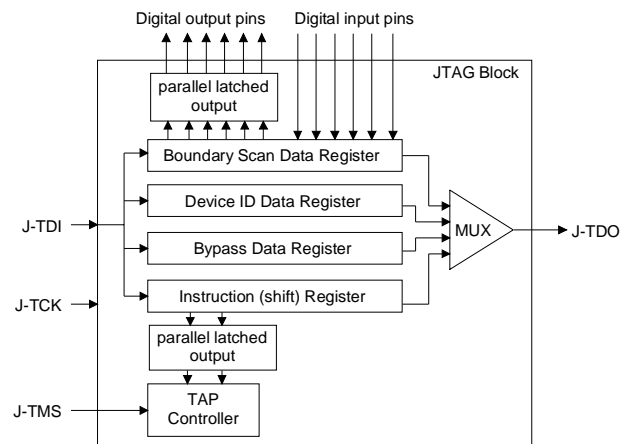 Digital output pins
Digital input pins
JTAG Block
parallel latched
output
Boundary Scan Data Register
Device ID Data Register
J-TDI
MUX
J-TDO
Bypass Data Register
J-TCK
Instruction (shift) Register
parallel latched
output
J-TMS
TAP
Controller